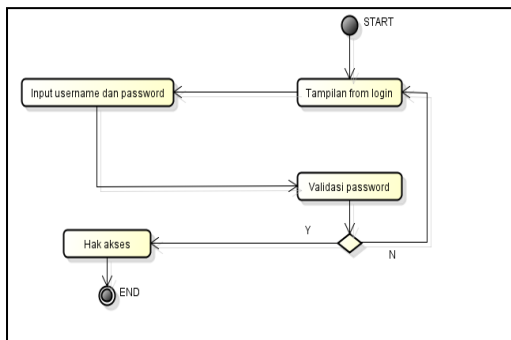 START
Input username dan password
Tampilan from login
Validasi password
Y
Hak akses
N
END